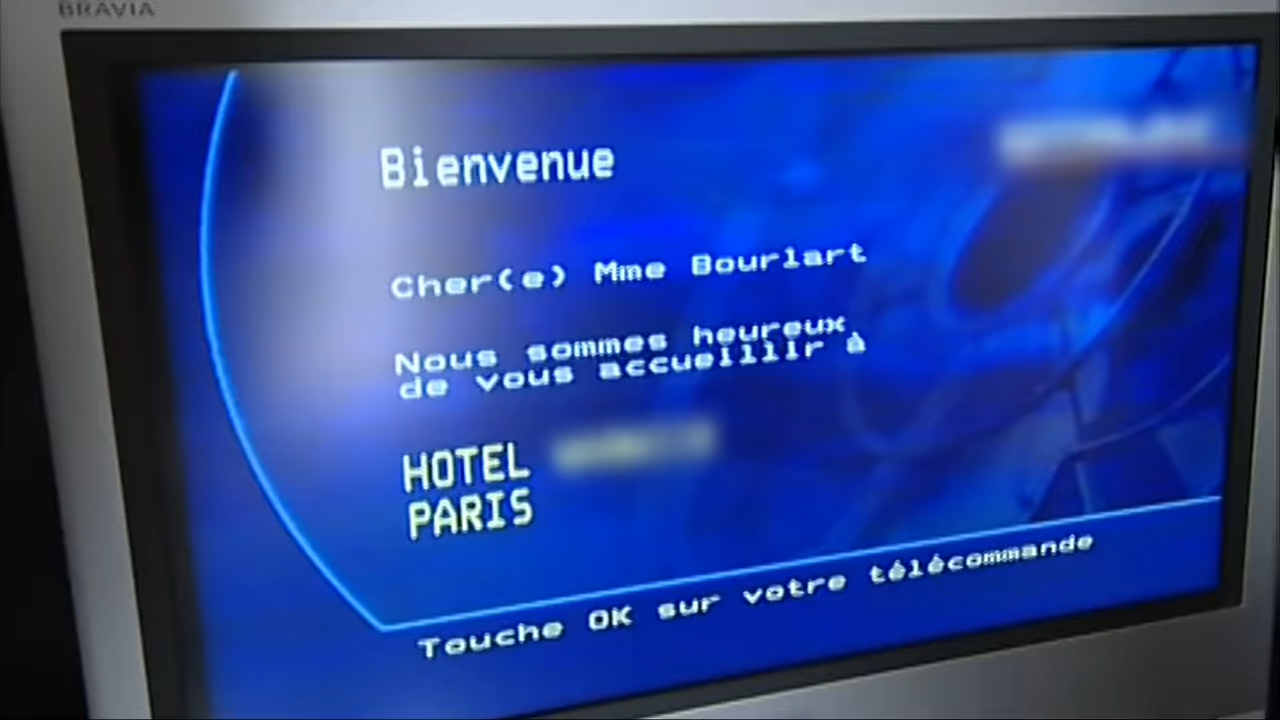 BRAVIA
Bienvenue
Cher(e) Mme Bourlart
Nous sommes heureux
de vous accueillir à
HOTEL
PARIS
Touche OK sur votre télécommande